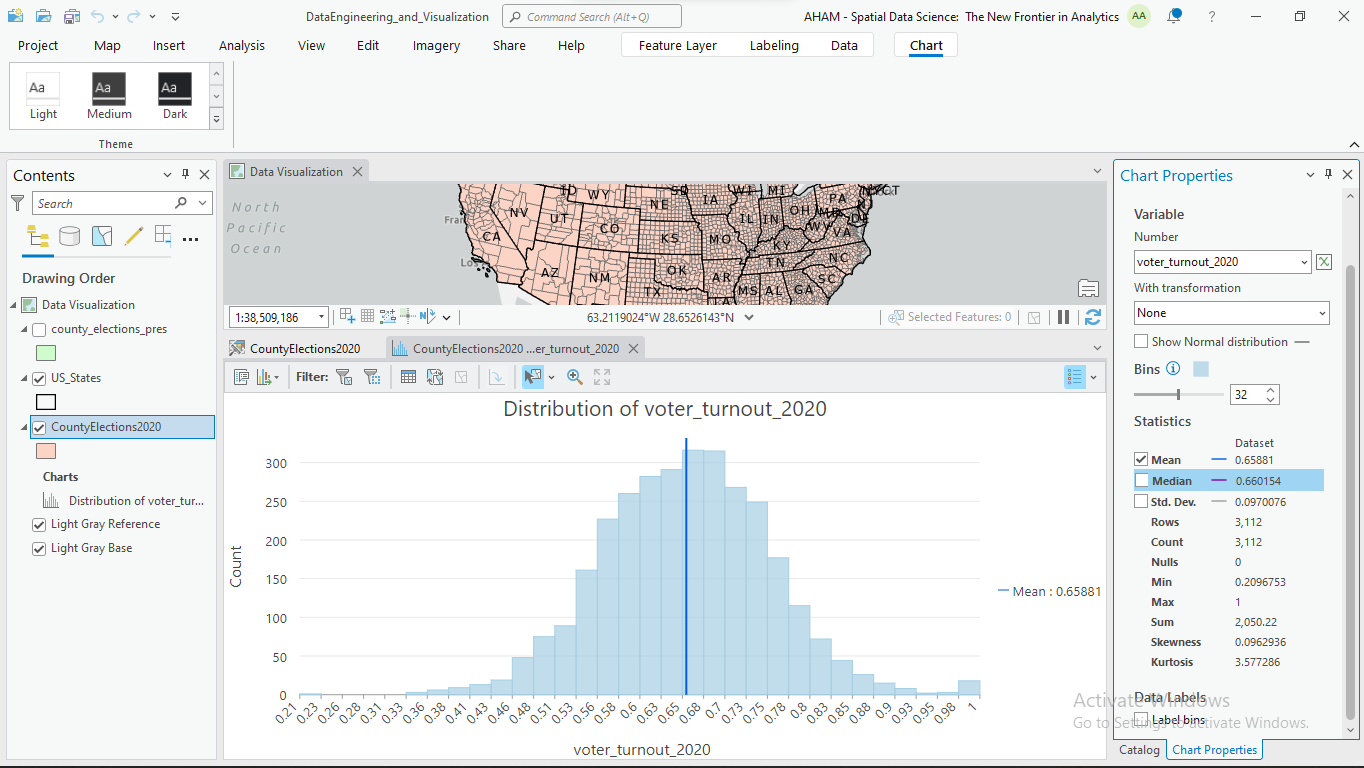 DataEngineering_and_Visualization
Command Search (Alt+Q)
AHAM - Spatial Data Science: The New Frontier in Analytics
AA
?
Project Map Insert Analysis View Edit Imagery Share Help Feature Layer Labeling Data Chart
Aa Aa Aa
Light Medium Dark
Theme
Contents
Search
Drawing Order
Data Visualization
county_elections_pres
US_States
CountyElections2020
Charts
Distribution of voter_tur...
Light Gray Reference
Light Gray Base
Data Visualization
North
Pacific
Ocean
Fran
Los
ID WY SD WI MI
NV UT NE IA PA
CA CO IL IN OH
KS MO WV VA
KY
AZ NM OK AR TN NC
TX MS AL GA SC
LA
CT
DE
1:38,509,186
63.2119024°W 28.6526143°N
Selected Features: 0
CountyElections2020
CountyElections2020 ...er_turnout_2020
Filter:
Distribution of voter_turnout_2020
Count
300
250
200
150
100
50
0
0.21 0.23 0.26 0.28 0.31 0.33 0.36 0.38 0.41 0.43 0.46 0.48 0.51 0.53 0.56 0.58 0.6 0.63 0.65 0.68 0.7 0.73 0.75 0.78 0.8 0.83 0.85 0.88 0.9 0.93 0.95 0.98 1
voter_turnout_2020
Mean : 0.65881
Chart Properties
Variable
Number
voter_turnout_2020
With transformation
None
Show Normal distribution
Bins
32
Statistics
Dataset
Mean 0.65881
Median 0.660154
Std. Dev. 0.0970076
Rows 3,112
Count 3,112
Nulls 0
Min 0.2096753
Max 1
Sum 2,050.22
Skewness 0.0962936
Kurtosis 3.577286
Data Labels
Label bins
Activate Windows
Go to Settings to activate Windows.
Catalog Chart Properties